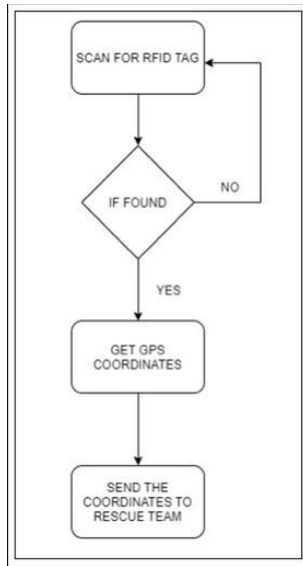 SCAN FOR RFID TAG
NO
IF FOUND
YES
GET GPS
COORDINATES
SEND THE
COORDINATES TO
RESCUE TEAM